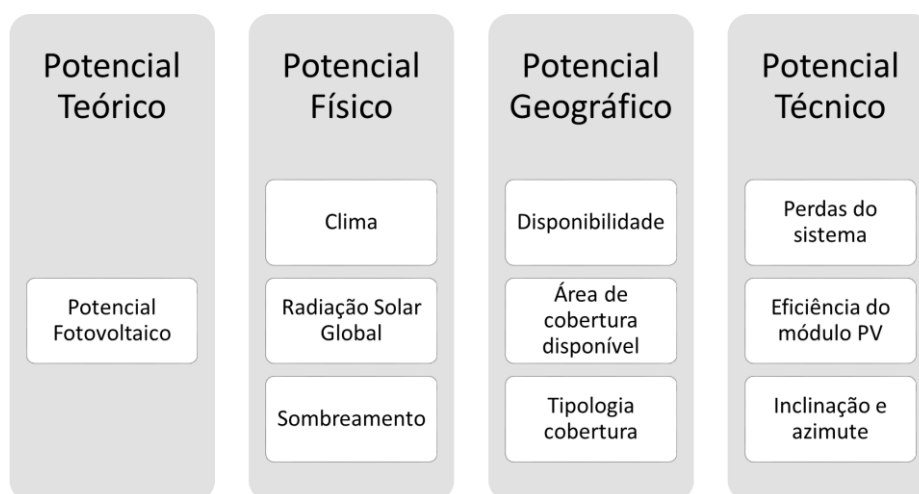 Potencial
Teórico
Potencial
Fotovoltaico
Potencial
Físico
Clima
Radiação Solar
Global
Sombreamento
Potencial
Geográfico
Disponibilidade
Área de
cobertura
disponível
Tipologia
cobertura
Potencial
Técnico
Perdas do
sistema
Eficiência do
módulo PV
Inclinação e
azimute